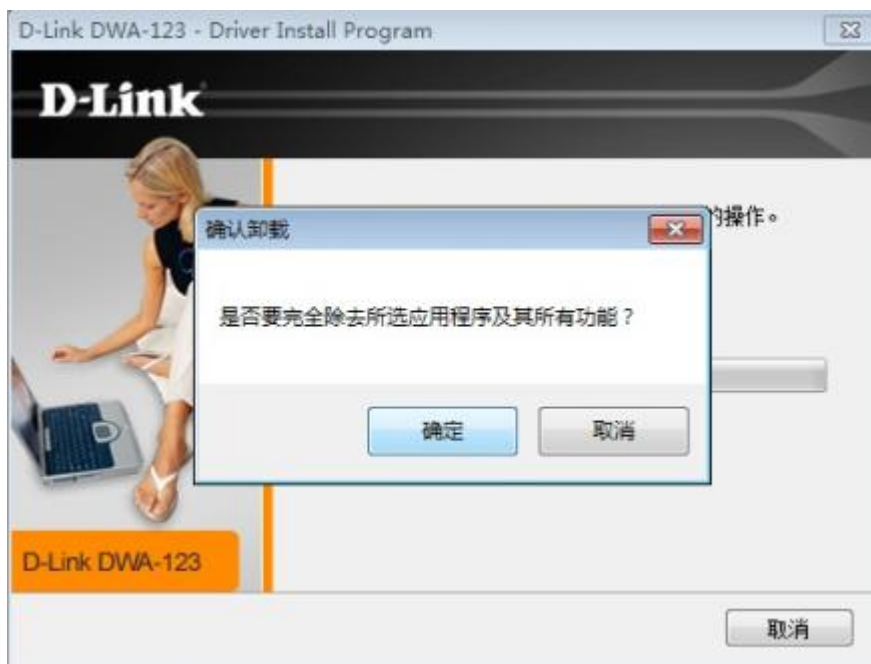 D-Link DWA-123 - Driver Install Program
D-Link
的操作。
确认卸载
是否要完全除去所选应用程序及其所有功能？
确定
取消
D-Link DWA-123
取消